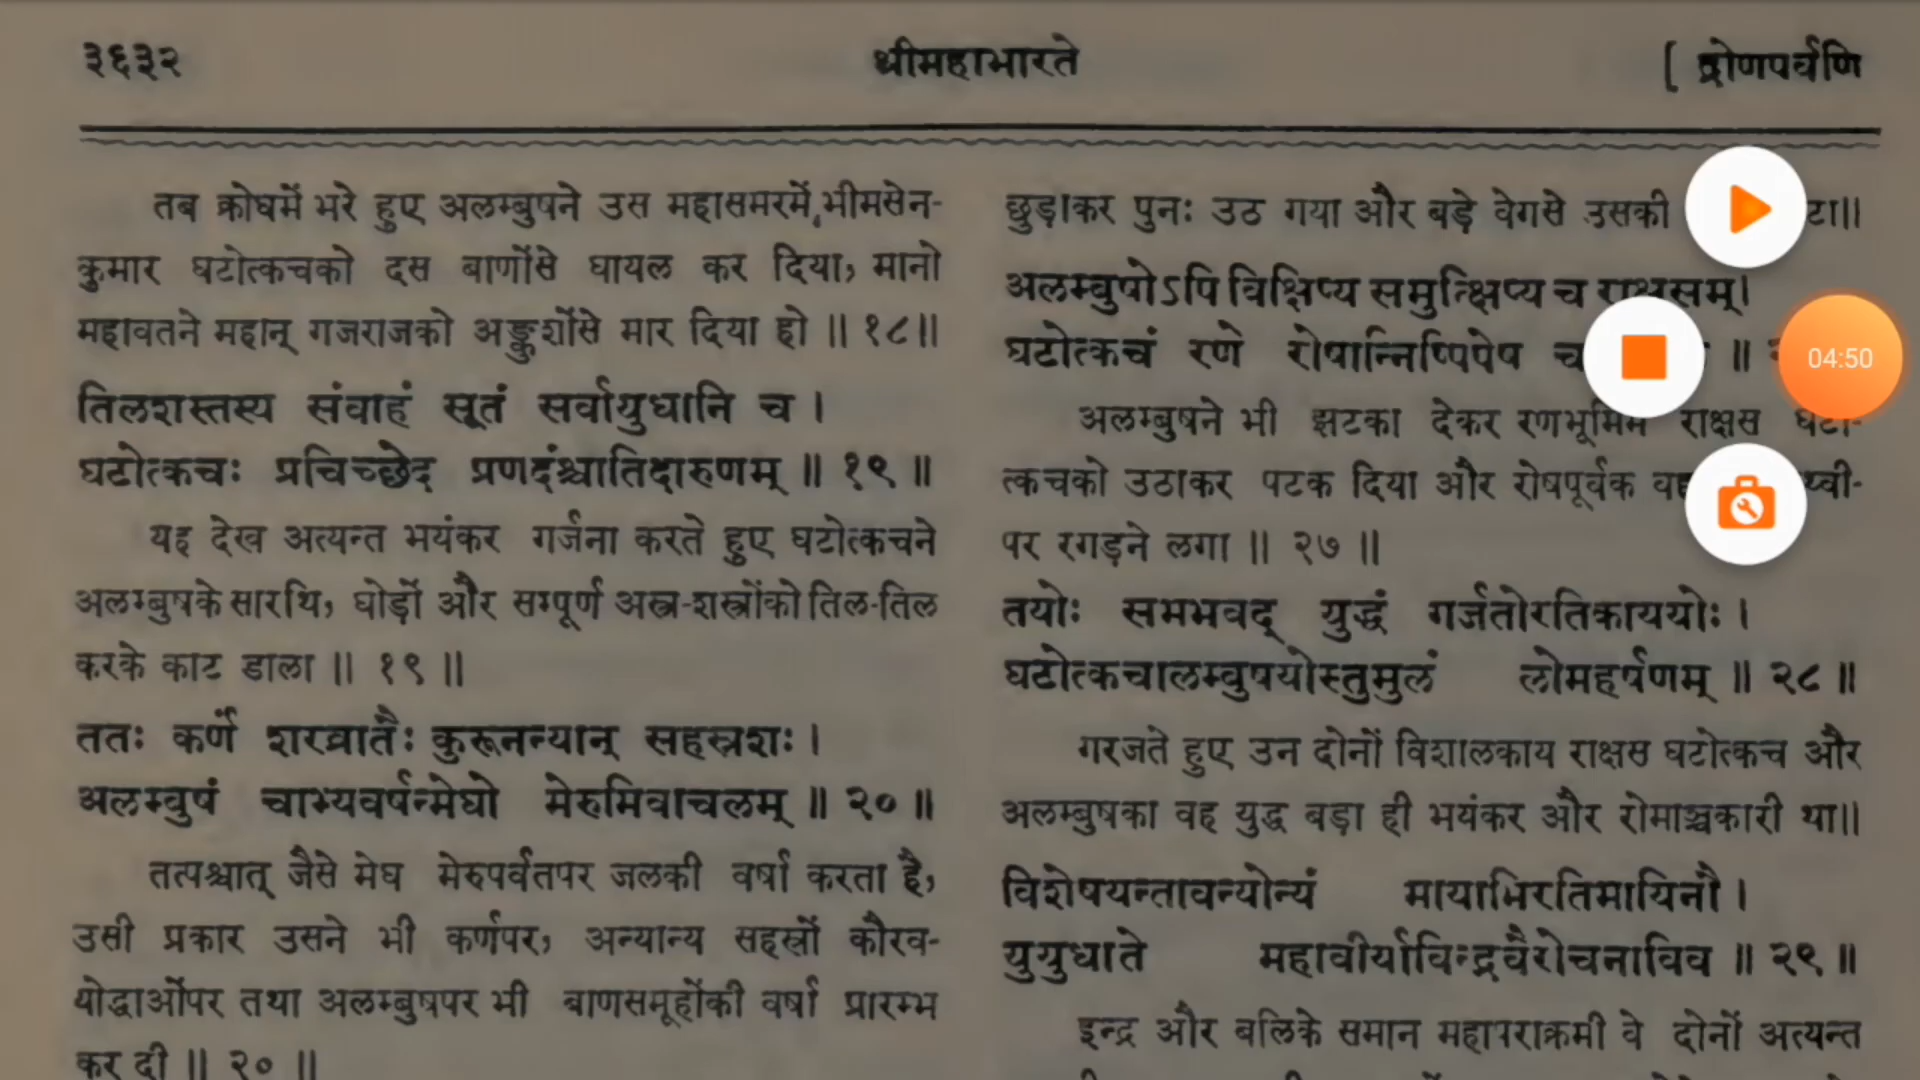 ३६३२
श्रीमहाभारते
[ द्रोणपर्वणि
तब क्रोधमें भरे हुए अलम्बुषने उस महासमरमें भीमसेन-
कुमार घटोत्कचको दस बाणोंसे घायल कर दिया, मानो
महावतने महान् गजराजको अङ्कुशोंसे मार दिया हो ॥ १८॥
तिलशस्तस्य संवाहं सूतं सर्वायुधानि च ।
घटोत्कचः प्रचिच्छेद प्रणदंश्चातिदारुणम् ॥ १९ ॥
यह देख अत्यन्त भयंकर गर्जना करते हुए घटोत्कचने
अलम्बुषके सारथि, घोड़ों और सम्पूर्ण अस्त्र-शस्त्रोंको तिल-तिल
करके काट डाला ॥ १९ ॥
ततः कर्णं शरव्रातैः कुरूनन्यान् सहस्रशः ।
अलम्बुषं चाभ्यवर्षन्मेघो मेरुमिवाचलम् ॥ २० ॥
तत्पश्चात् जैसे मेघ मेरुपर्वतपर जलकी वर्षा करता है,
उसी प्रकार उसने भी कर्णपर, अन्यान्य सहस्रों कौरव-
योद्धाओंपर तथा अलम्बुषपर भी बाणसमूहोंकी वर्षा प्रारम्भ
कर दी ॥ २० ॥
छुड़ाकर पुनः उठ गया और बड़े वेगसे उसकी
अलम्बुषोऽपि विक्षिप्य समुत्क्षिप्य च राक्षसम्।
घटोत्कचं रणे रोषान्निष्पिपेष च ॥
अलम्बुषने भी झटका देकर रणभूमिमें राक्षस घटो-
त्कचको उठाकर पटक दिया और रोषपूर्वक
पर रगड़ने लगा ॥ २७ ॥
तयोः समभवद् युद्धं गर्जतोरतिकाययोः ।
घटोत्कचालम्बुषयोस्तुमुलं लोमहर्षणम् ॥ २८ ॥
गरजते हुए उन दोनों विशालकाय राक्षस घटोत्कच और
अलम्बुषका वह युद्ध बड़ा ही भयंकर और रोमाञ्चकारी था॥
विशेषयन्तावन्योन्यं मायाभिरतिमायिनौ ।
युयुधाते महावीर्याविन्द्रवैरोचनाविव ॥ २९ ॥
इन्द्र और बलिके समान महापराक्रमी वे दोनों अत्यन्त
04:50